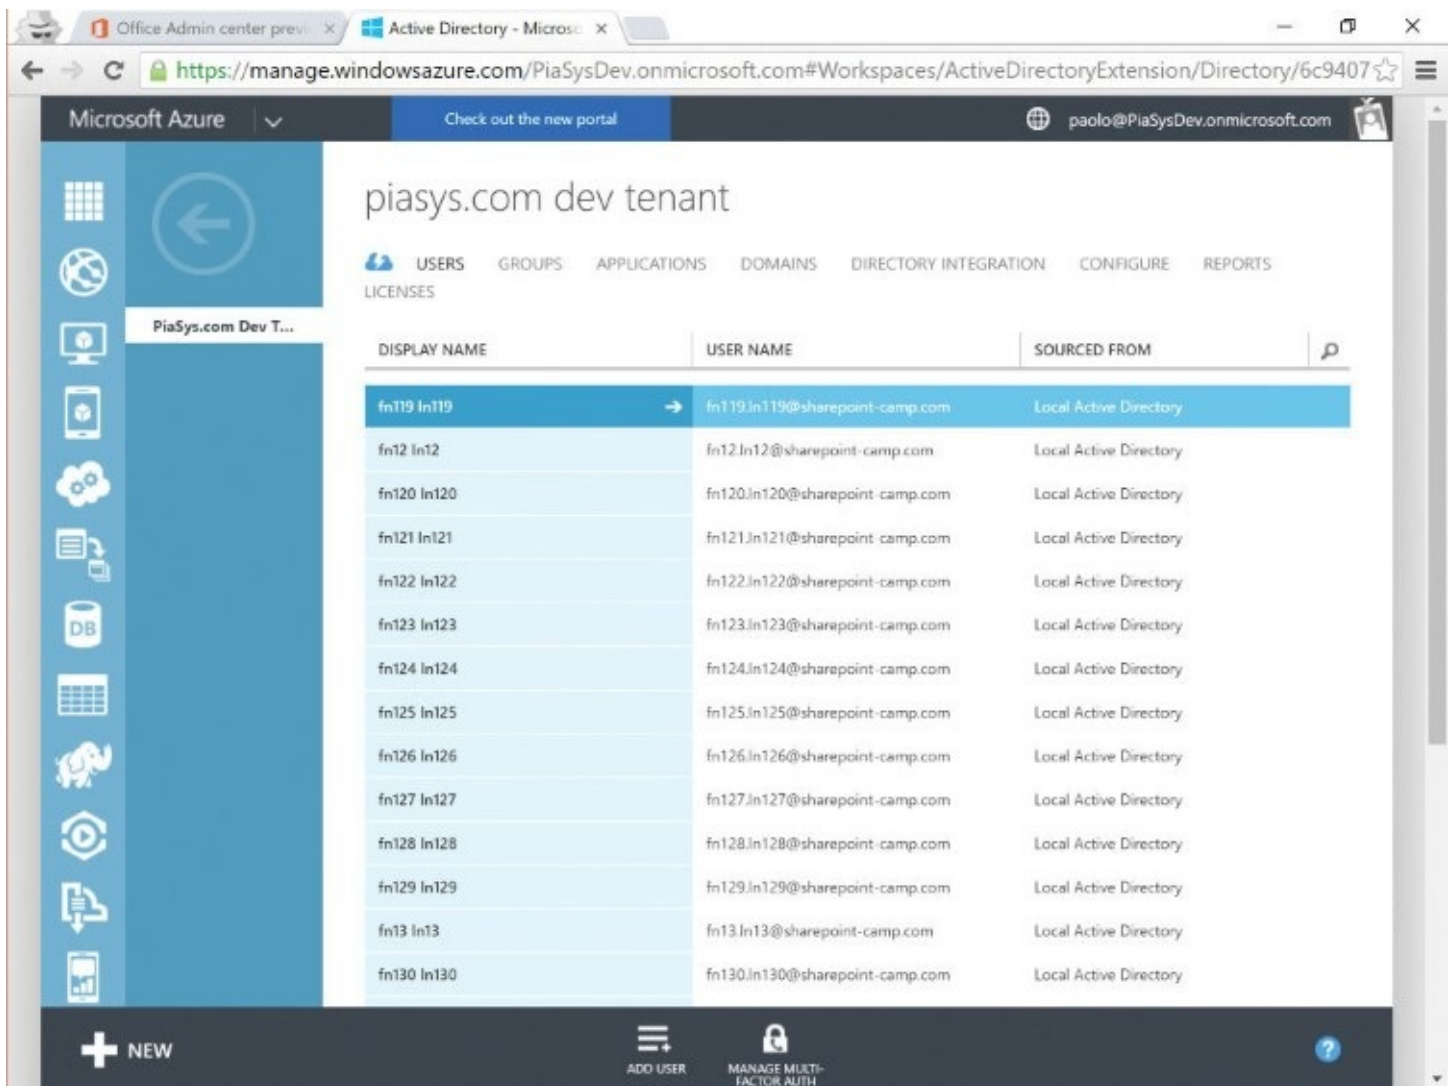 Office Admin center previ
Active Directory - Microso
https://manage.windowsazure.com/PiaSysDev.onmicrosoft.com#Workspaces/ActiveDirectoryExtension/Directory/6c9407
Microsoft Azure
Check out the new portal
paolo@PiaSysDev.onmicrosoft.com
piasys.com dev tenant
USERS GROUPS APPLICATIONS DOMAINS DIRECTORY INTEGRATION CONFIGURE REPORTS
LICENSES
PiaSys.com Dev T...
DISPLAY NAME USER NAME SOURCED FROM
fn119 ln119 fn119.ln119@sharepoint-camp.com Local Active Directory
fn12 ln12 fn12.ln12@sharepoint-camp.com Local Active Directory
fn120 ln120 fn120.ln120@sharepoint-camp.com Local Active Directory
fn121 ln121 fn121.ln121@sharepoint-camp.com Local Active Directory
fn122 ln122 fn122.ln122@sharepoint-camp.com Local Active Directory
fn123 ln123 fn123.ln123@sharepoint-camp.com Local Active Directory
fn124 ln124 fn124.ln124@sharepoint-camp.com Local Active Directory
fn125 ln125 fn125.ln125@sharepoint-camp.com Local Active Directory
fn126 ln126 fn126.ln126@sharepoint-camp.com Local Active Directory
fn127 ln127 fn127.ln127@sharepoint-camp.com Local Active Directory
fn128 ln128 fn128.ln128@sharepoint-camp.com Local Active Directory
fn129 ln129 fn129.ln129@sharepoint-camp.com Local Active Directory
fn13 ln13 fn13.ln13@sharepoint-camp.com Local Active Directory
fn130 ln130 fn130.ln130@sharepoint-camp.com Local Active Directory
DB
NEW
ADD USER
MANAGE MULTI-
FACTOR AUTH
?